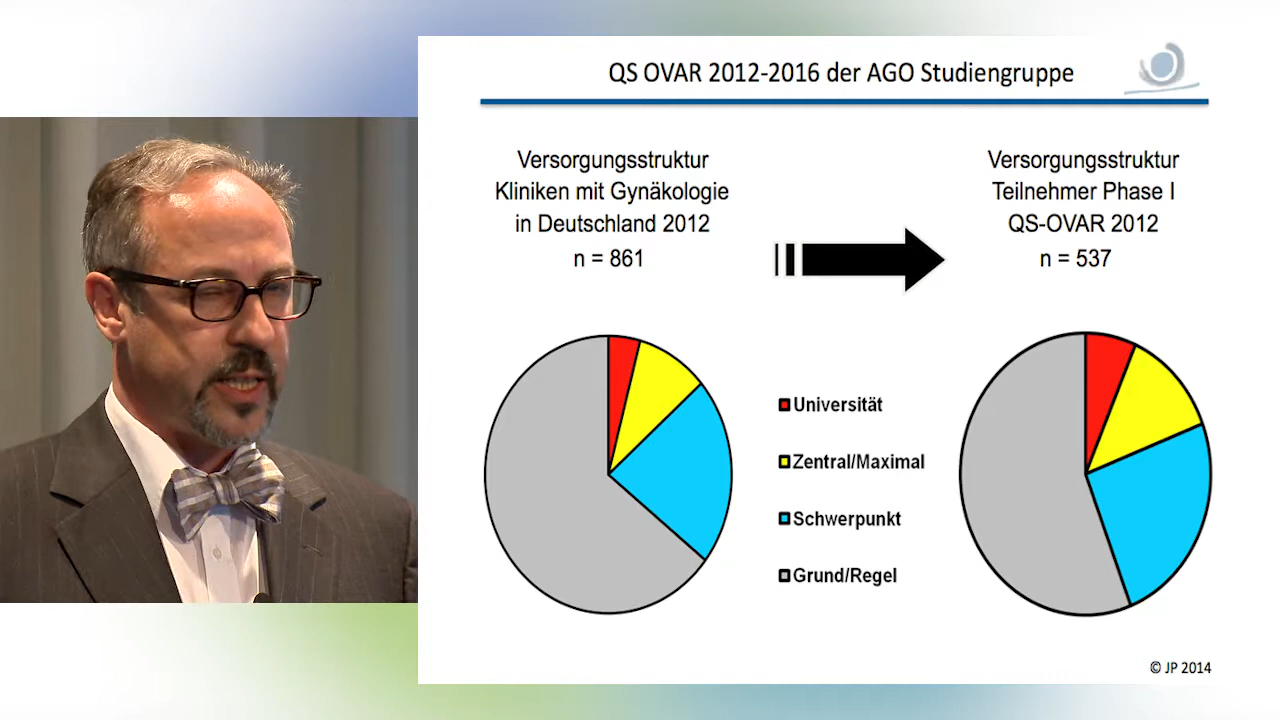 QS OVAR 2012-2016 der AGO Studiengruppe
Versorgungsstruktur
Kliniken mit Gynäkologie
in Deutschland 2012
n = 861
Versorgungsstruktur
Teilnehmer Phase I
QS-OVAR 2012
n = 537
Universität
Zentral/Maximal
Schwerpunkt
Grund/Regel
© JP 2014